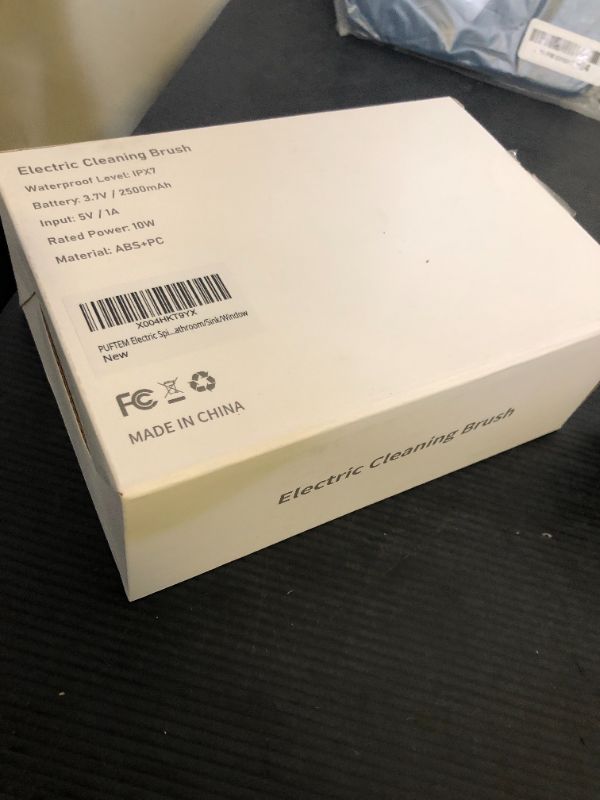 Electric Cleaning Brush
Waterproof Level: IPX7
Battery: 3.7V / 2500mAh
Input: 5V / 1A
Rated Power: 10W
Material: ABS+PC
X004HKT9YX
PUFTEM Electric Spi...athroom/Sink/Window
New
FC
MADE IN CHINA
Electric Cleaning Brush